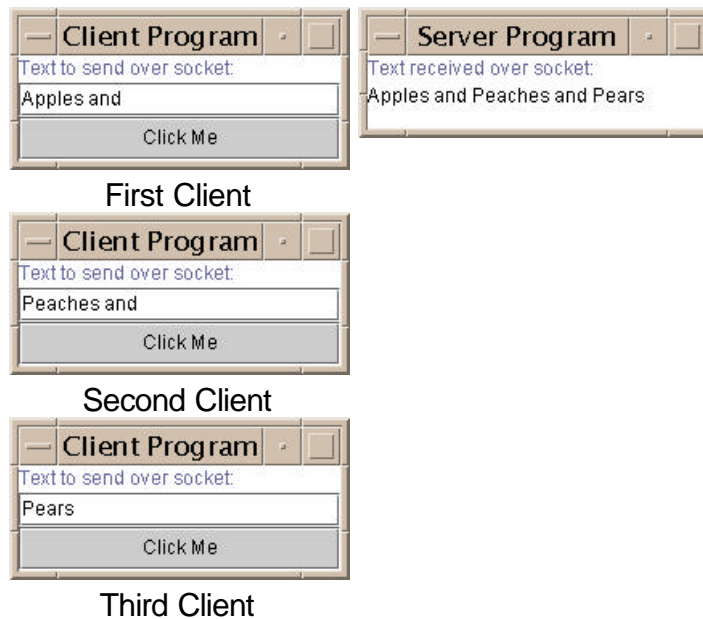 Client Program
Text to send over socket:
Apples and
Click Me
First Client
Server Program
Text received over socket:
Apples and Peaches and Pears
Client Program
Text to send over socket:
Peaches and
Click Me
Second Client
Client Program
Text to send over socket:
Pears
Click Me
Third Client